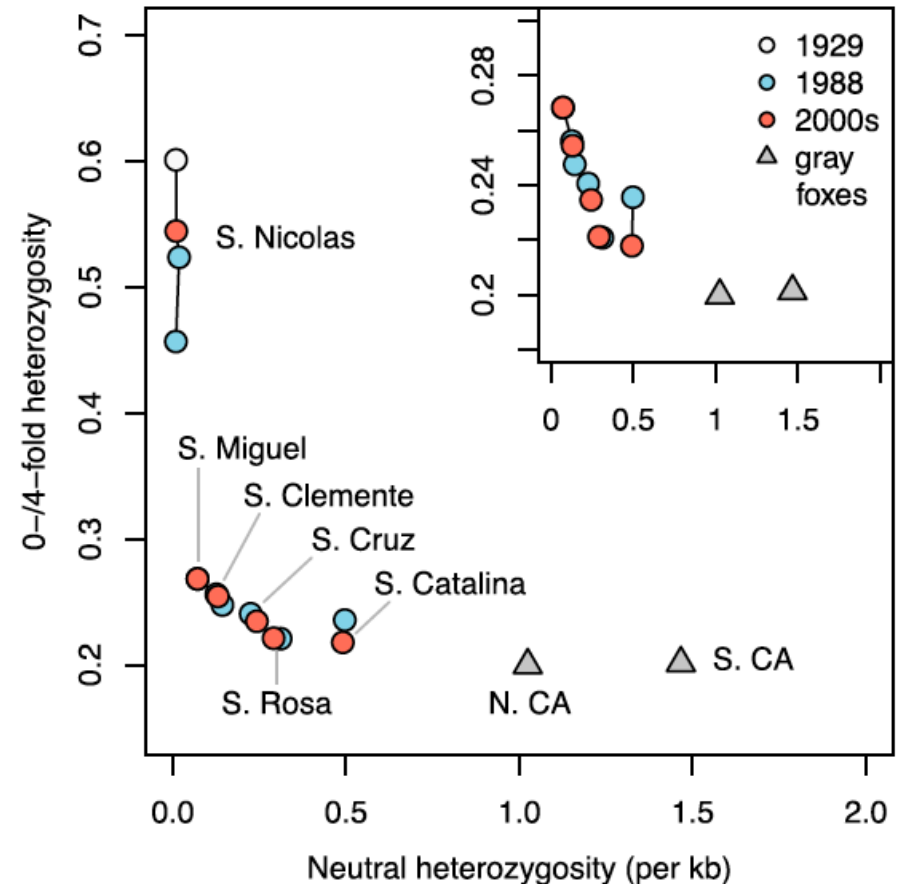 0.7
0.6
0.5
0.4
0.3
0.2
0–/4–fold heterozygosity
S. Nicolas
S. Miguel
S. Clemente
S. Cruz
S. Catalina
S. Rosa
N. CA
S. CA
0.28
0.24
0.2
1929
1988
2000s
gray
foxes
0 0.5 1 1.5
0.0 0.5 1.0 1.5 2.0
Neutral heterozygosity (per kb)